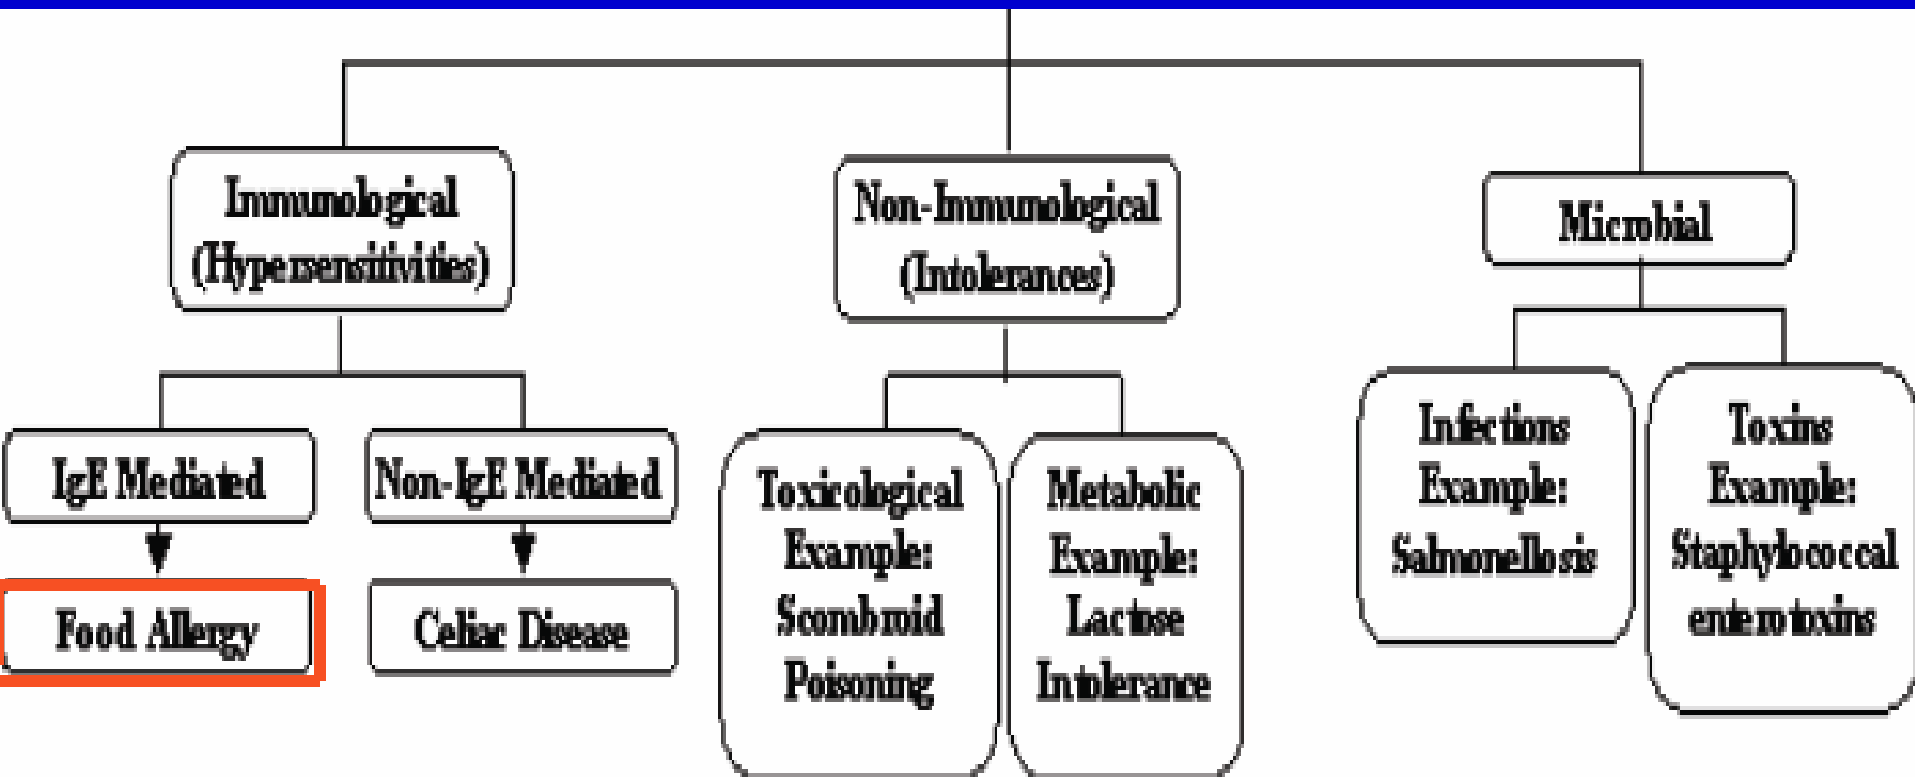 Immunological
(Hypersensitivities)
Non-Immunological
(Intolerances)
Microbial
IgE Mediated
Non-IgE Mediated
Food Allergy
Celiac Disease
Toxicological
Example:
Scombroid
Poisoning
Metabolic
Example:
Lactose
Intolerance
Infections
Example:
Salmonellosis
Toxins
Example:
Staphylococcal
enterotoxins